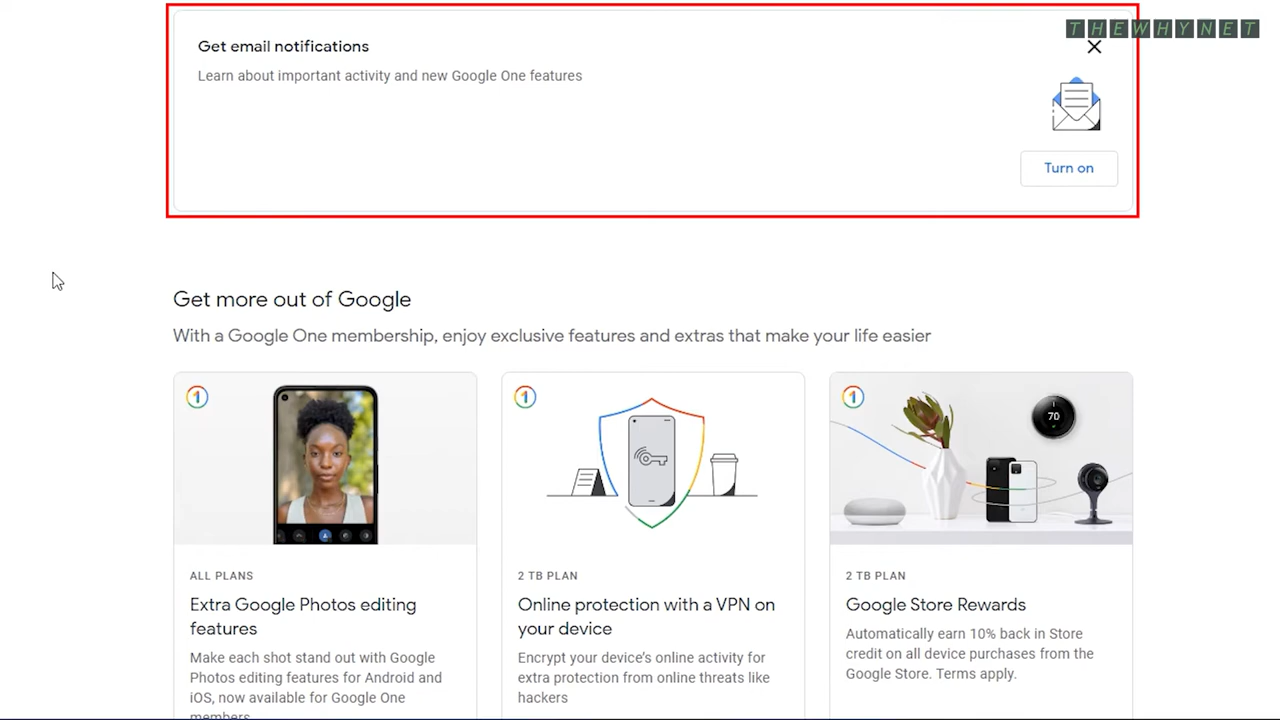 THEWHYNET
Get email notifications
Learn about important activity and new Google One features
Turn on
Get more out of Google
With a Google One membership, enjoy exclusive features and extras that make your life easier
1
1
1
70
ALL PLANS
Extra Google Photos editing
features
Make each shot stand out with Google
Photos editing features for Android and
iOS, now available for Google One
members
2 TB PLAN
Online protection with a VPN on
your device
Encrypt your device's online activity for
extra protection from online threats like
hackers
2 TB PLAN
Google Store Rewards
Automatically earn 10% back in Store
credit on all device purchases from the
Google Store. Terms apply.